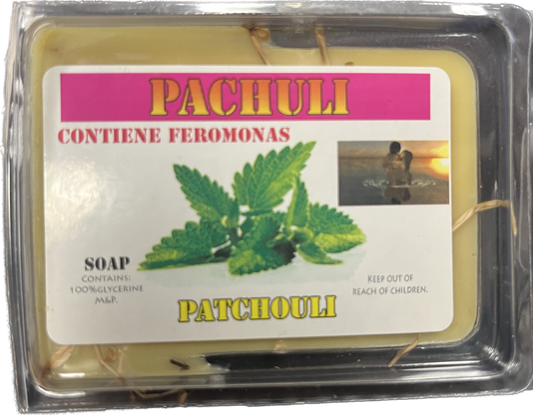 PACHULI
CONTIENE FEROMONAS
SOAP
CONTAINS:
100%GLYCERINE
M&P.
KEEP OUT OF
REACH OF CHILDREN.
PATCHOULI